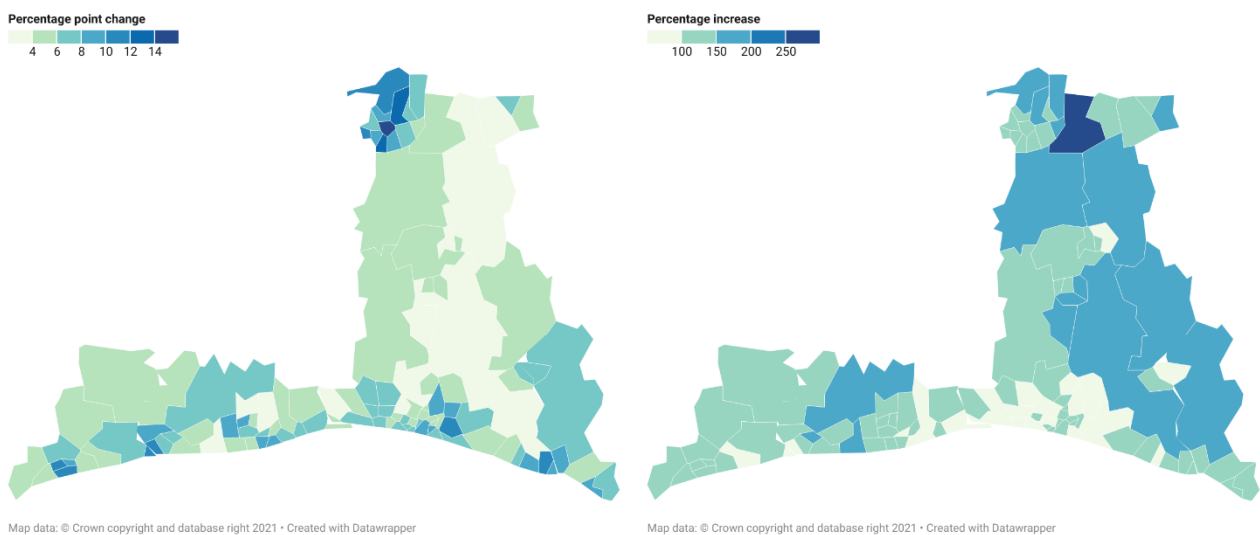 Percentage point change
4 6 8 10 12 14
Percentage increase
100 150 200 250
Map data: © Crown copyright and database right 2021 • Created with Datawrapper
Map data: © Crown copyright and database right 2021 • Created with Datawrapper